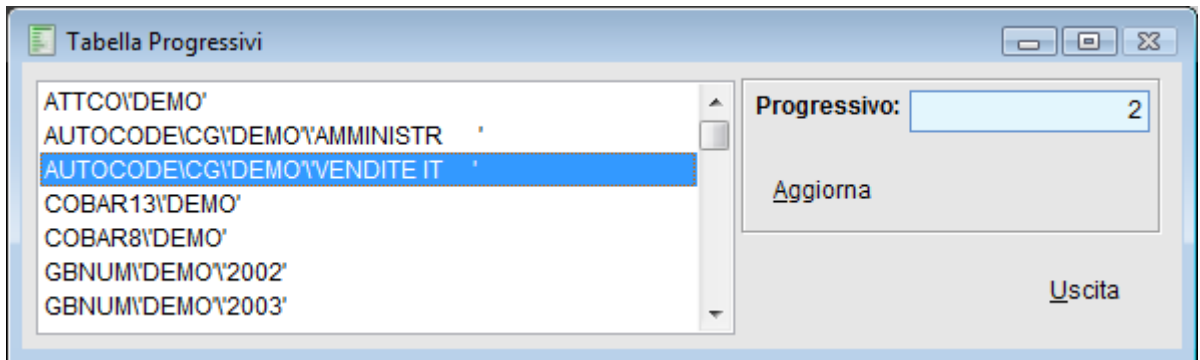 Tabella Progressivi
ATTCO\'DEMO'
AUTOCODE\CG\'DEMO'\'AMMINISTR      '
AUTOCODE\CG\'DEMO'\'VENDITE IT      '
COBAR13\'DEMO'
COBAR8\'DEMO'
GBNUM\'DEMO'\'2002'
GBNUM\'DEMO'\'2003'
Progressivo: 2
Aggiorna
Uscita